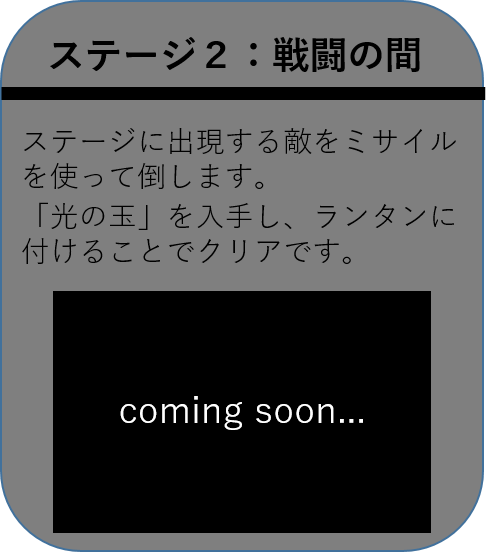 ステージ２：戦闘の間
ステージに出現する敵をミサイル
を使って倒します。
「光の玉」を入手し、ランタンに
付けることでクリアです。
coming soon...